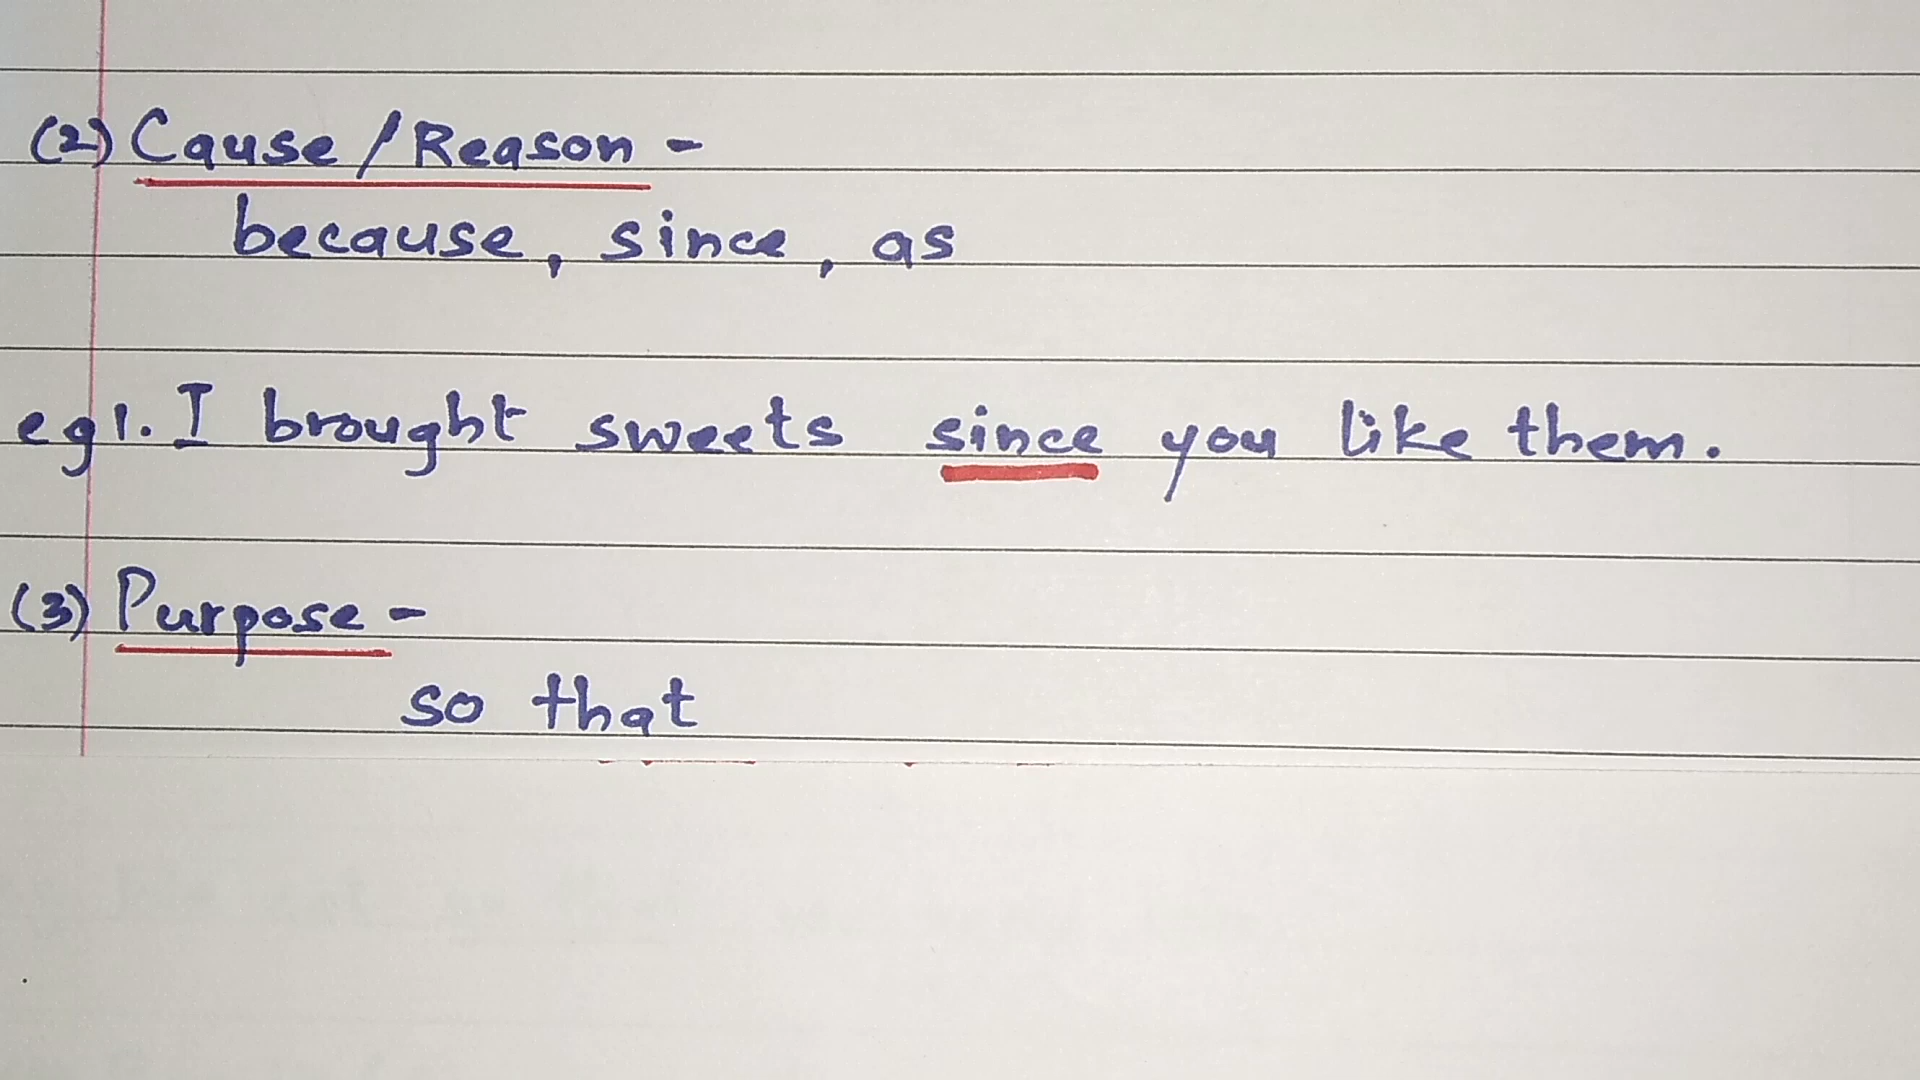 (2) Cause / Reason -
because, since, as
eg1. I brought sweets since you like them.
(3) Purpose -
so that